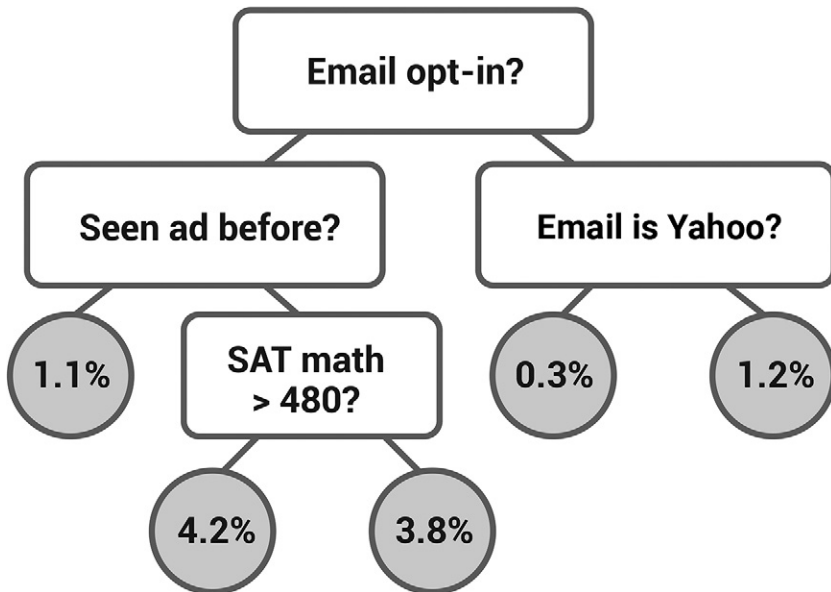 Email opt-in?
Seen ad before?
Email is Yahoo?
1.1%
SAT math
> 480?
0.3%
1.2%
4.2%
3.8%